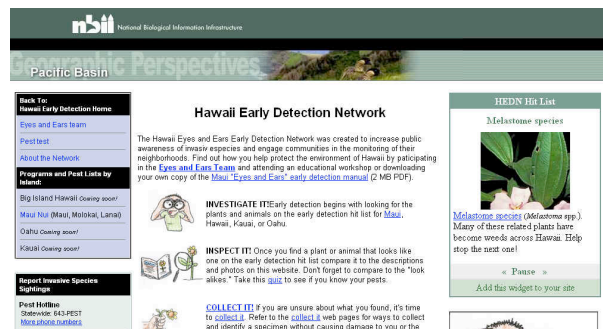 nbii National Biological Information Infrastructure
Geographic Perspectives
Pacific Basin
Back To:
Hawaii Early Detection Home
Eyes and Ears team
Pest test
About the Network
Programs and Pest Lists by
Island:
Big Island Hawaii Coming soon!
Maui Nui (Maui, Molokai, Lanai)
Oahu Coming soon!
Kauai Coming soon!
Report Invasive Species
Sightings
Pest Hotline
Statewide: 643-PEST
More phone numbers
Hawaii Early Detection Network
The Hawaii Eyes and Ears Early Detection Network was created to increase public
awareness of invasiv especies and engage communities in the monitoring of their
neighborhoods. Find out how you help protect the environment of Hawaii by paticipating
in the Eyes and Ears Team and attending an educational workshop or downloading
your own copy of the Maui "Eyes and Ears" early detection manual (2 MB PDF).
INVESTIGATE IT!Early detection begins with looking for the
plants and animals on the early detection hit list for Maui,
Hawaii, Kauai, or Oahu.
INSPECT IT! Once you find a plant or animal that looks like
one on the early detection hit list compare it to the descriptions
and photos on this website. Don't forget to compare to the "look
alikes." Take this quiz to see if you know your pests.
COLLECT IT! If you are unsure about what you found, it's time
to collect it. Refer to the collect it web pages for ways to collect
and identify a specimen without causing damage to you or the
HEDN Hit List
Melastome species
Melastome species (Melastoma spp.).
Many of these related plants have
become weeds across Hawaii. Help
stop the next one!
« Pause »
Add this widget to your site